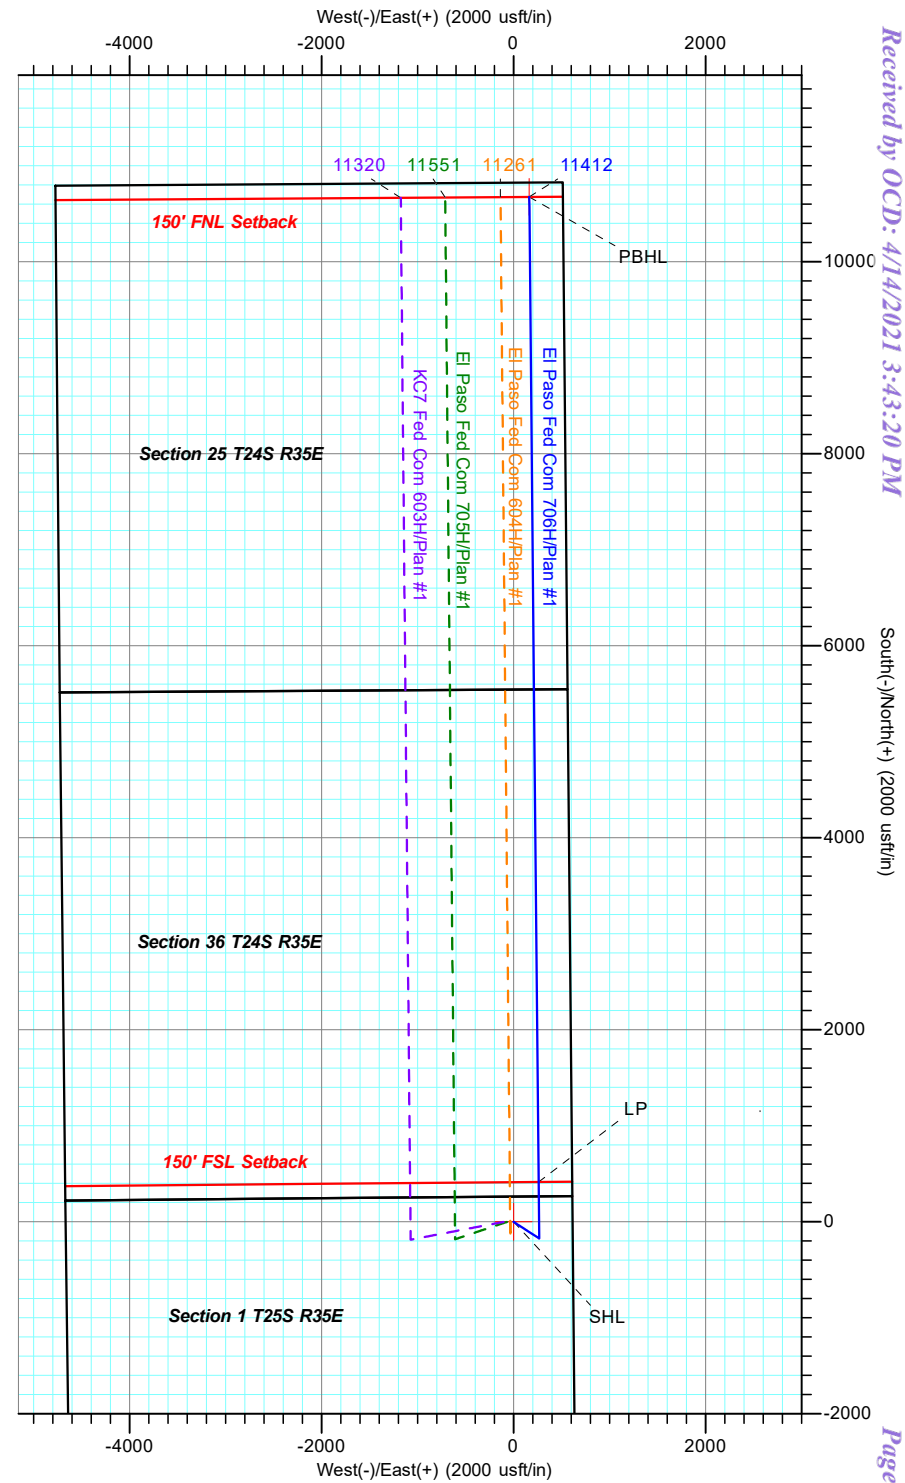 West(-)/East(+) (2000 usft/in)
-4000 -2000 0 2000
11320 11551 11261 11412
150' FNL Setback
PBHL
10000
El Paso Fed Com 706H/Plan #1
El Paso Fed Com 604H/Plan #1
El Paso Fed Com 705H/Plan #1
KC7 Fed Com 603H/Plan #1
Section 25 T24S R35E
8000
6000
South(-)/North(+) (2000 usft/in)
4000
Section 36 T24S R35E
2000
LP
150' FSL Setback
0
Section 1 T25S R35E
SHL
-2000
-4000 -2000 0 2000
West(-)/East(+) (2000 usft/in)
Received by OCD: 4/14/2021 3:43:20 PM
Page